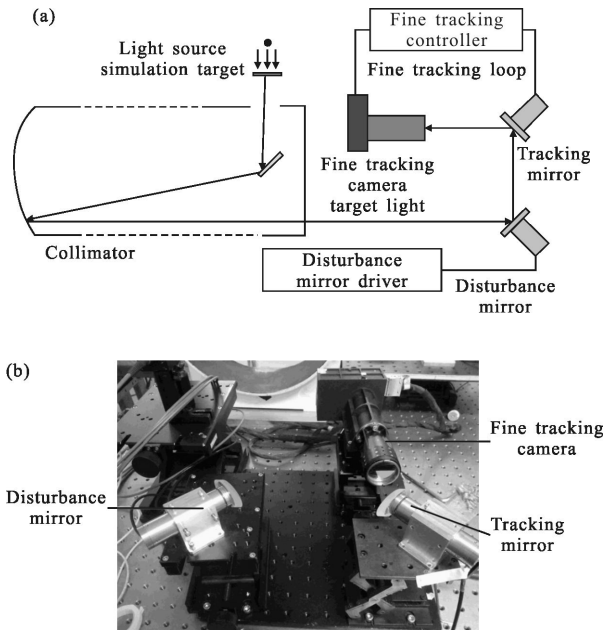 (a)
Light source
simulation target
Fine tracking
controller
Fine tracking loop
Fine tracking
camera
target light
Tracking
mirror
Collimator
Disturbance
mirror driver
Disturbance
mirror
(b)
Disturbance
mirror
Fine tracking
camera
Tracking
mirror